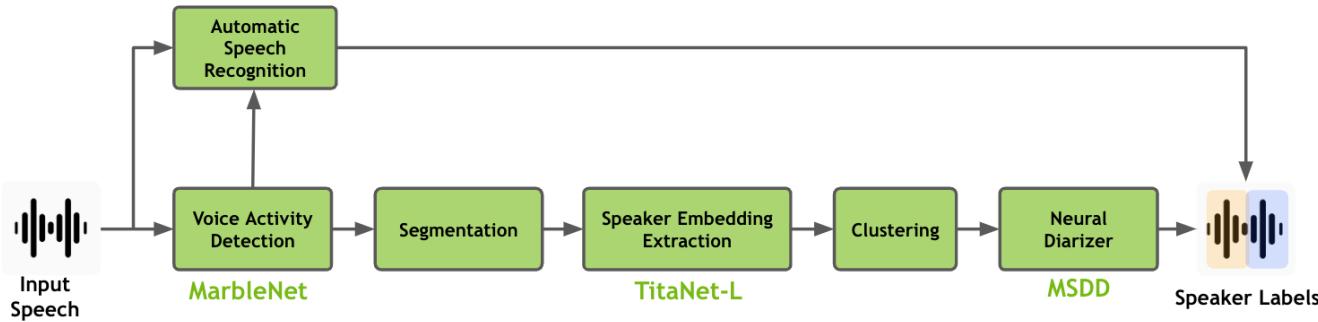 Automatic
Speech
Recognition
Voice Activity
Detection
Segmentation
Speaker Embedding
Extraction
Clustering
Neural
Diarizer
Input
Speech
MarbleNet
TitaNet-L
MSDD
Speaker Labels